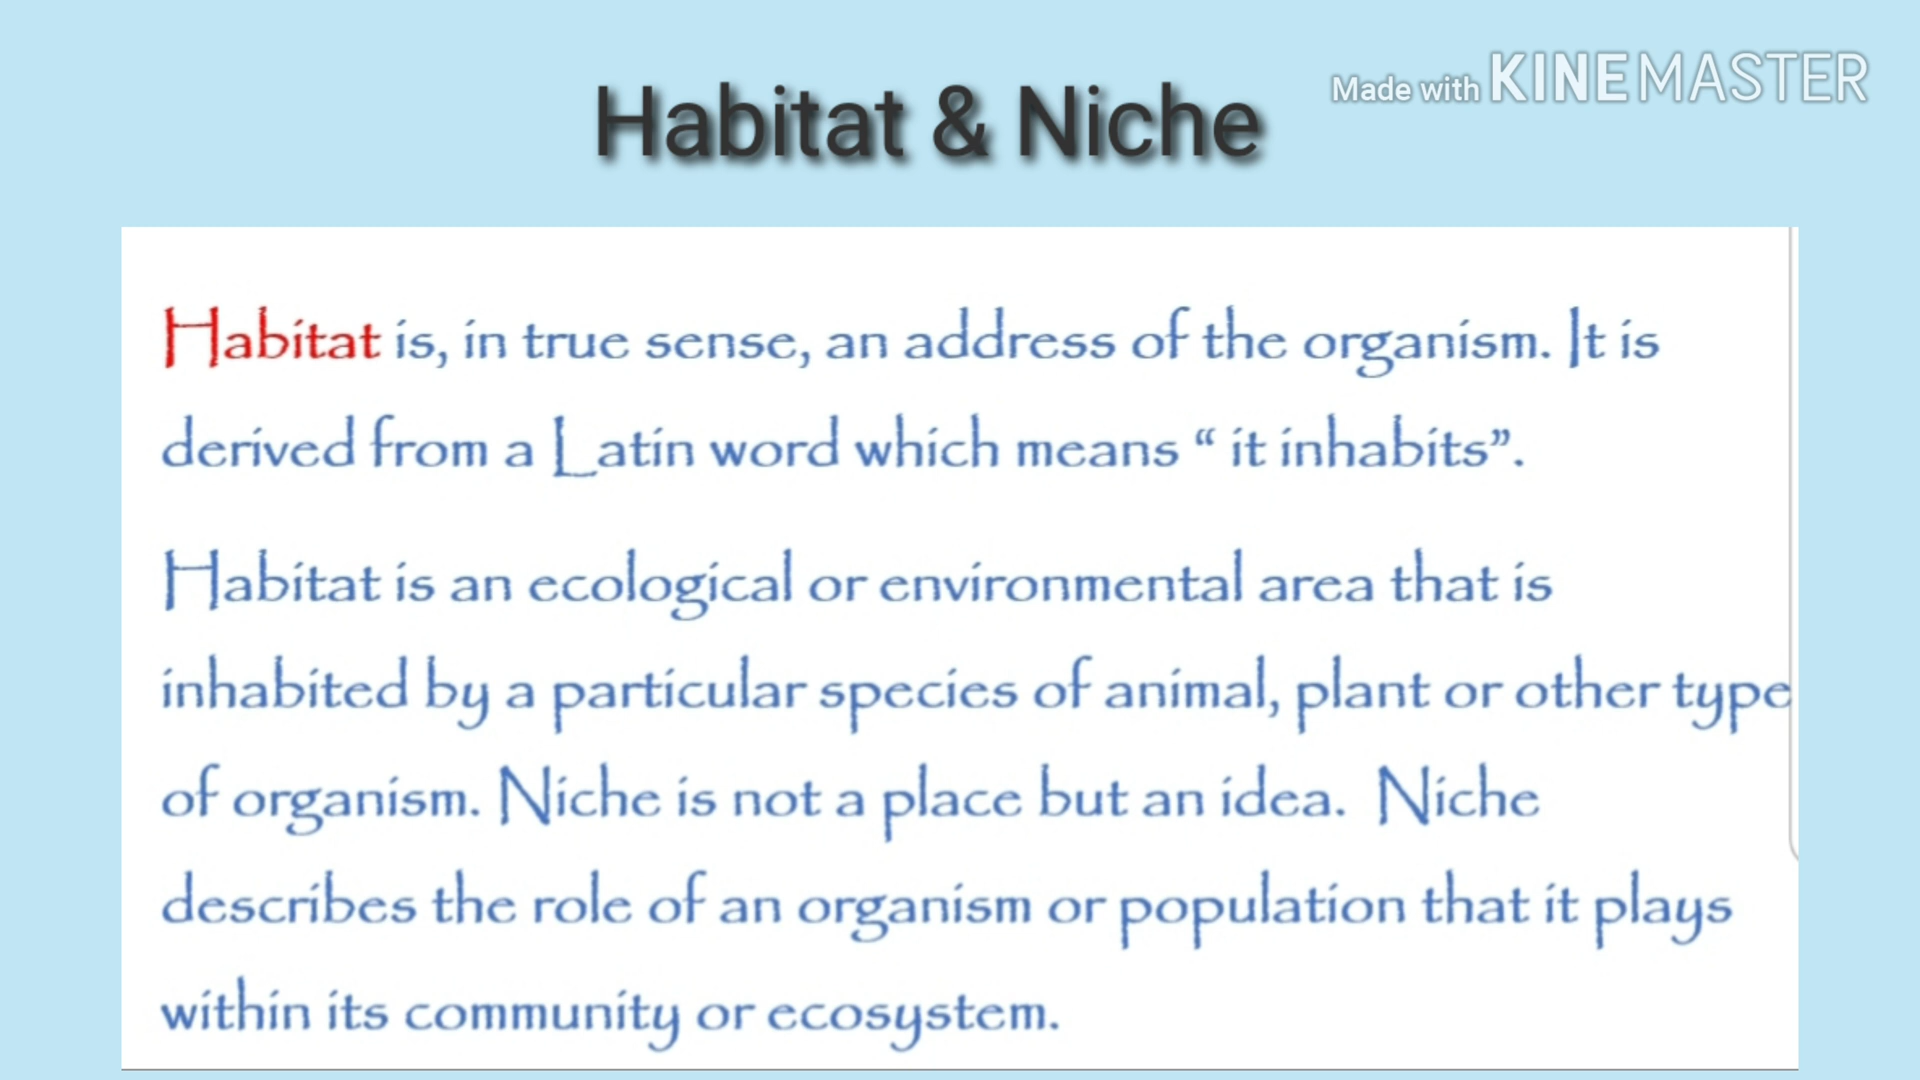 Made with KINEMASTER
Habitat & Niche
Habitat is, in true sense, an address of the organism. It is
derived from a Latin word which means “ it inhabits”.
Habitat is an ecological or environmental area that is
inhabited by a particular species of animal, plant or other type
of organism. Niche is not a place but an idea. Niche
describes the role of an organism or population that it plays
within its community or ecosystem.